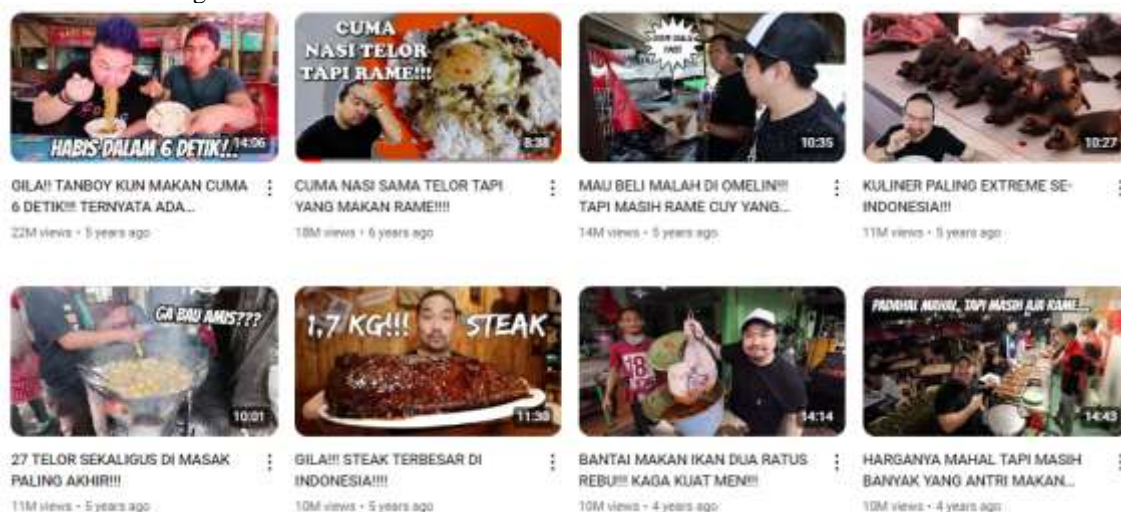 HABIS DALAM 6 DETIK!..
14:06
CUMA
NASI TELOR
TAPI RAME!!!
8:38
10:35
10:27
GILA!! TANBOY KUN MAKAN CUMA
6 DETIK!!! TERNYATA ADA...
22M views • 5 years ago
CUMA NASI SAMA TELOR TAPI
YANG MAKAN RAME!!!!
18M views • 6 years ago
MAU BELI MALAH DI OMELIN!!!
TAPI MASIH RAME CUY YANG...
14M views • 5 years ago
KULINER PALING EXTREME SE-
INDONESIA!!!
11M views • 5 years ago
GA BAU AMIS???
10:01
1,7 KG!!! STEAK
11:30
18
14:14
PADAHAL MAHAL, TAPI MASIH AJA RAME....
14:43
27 TELOR SEKALIGUS DI MASAK
PALING AKHIR!!!
11M views • 5 years ago
GILA!!! STEAK TERBESAR DI
INDONESIA!!!!
10M views • 5 years ago
BANTAI MAKAN IKAN DUA RATUS
REBU!!! KAGA KUAT MEN!!!
10M views • 4 years ago
HARGANYA MAHAL TAPI MASIH
BANYAK YANG ANTRI MAKAN...
10M views • 4 years ago